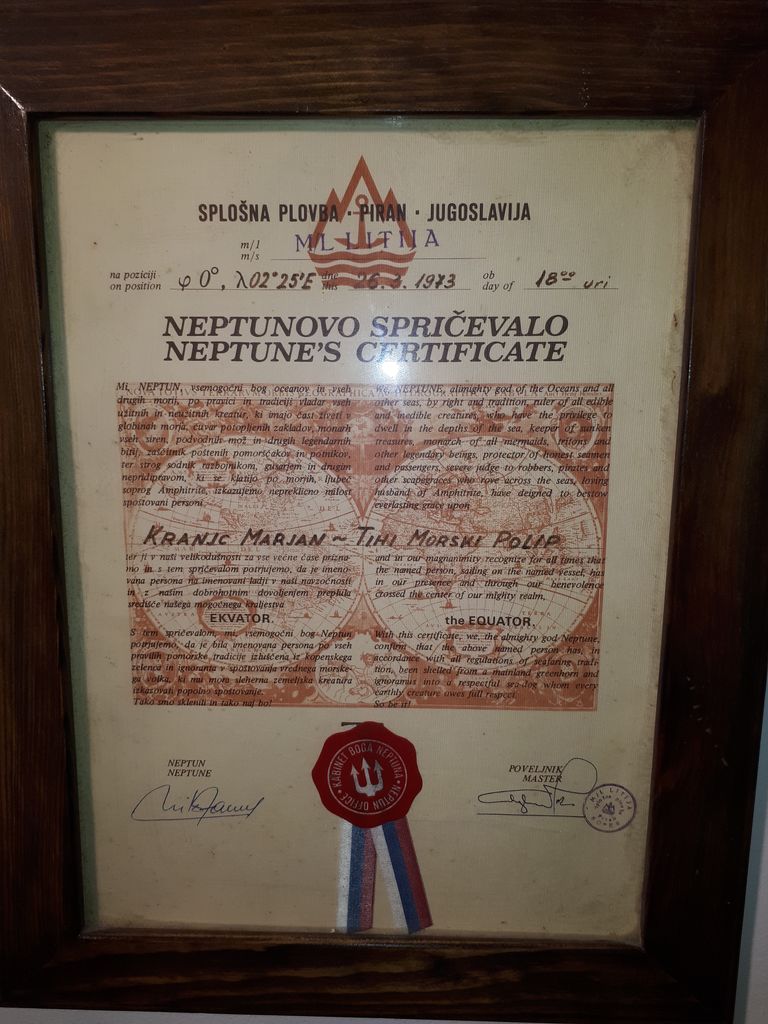 SPLOŠNA PLOVBA · PIRAN · JUGOSLAVIJA
m/l
m/s
ML LITIJA
na poziciji
on position
φ 0°, λ 02°25'E
dne
this
26. 3. 1973
ob
day of
18⁰⁰ uri
NEPTUNOVO SPRIČEVALO
NEPTUNE'S CERTIFICATE
Mi, NEPTUN, vsemogočni bog oceanov in vseh
drugih morij, po pravici in tradiciji vladar vseh
užitnih in neužitnih kreatur, ki imajo čast živeti v
globinah morja, čuvar potopljenih zakladov, monarh
vseh siren, podvodnih mož in drugih legendarnih
bitij, zaščitnik poštenih pomorščakov in potnikov,
ter strog sodnik razbojnikom, gusarjem in drugim
nepridipravom, ki se klatijo po morjih, ljubeč
soprog Amphitrite, izkazujemo nepreklicno milost
spoštovani personi
We, NEPTUNE, almighty god of the Oceans and all
other seas, by right and tradition, ruler of all edible
and inedible creatures, who have the privilege to
dwell in the depths of the sea, keeper of sunken
treasures, monarch of all mermaids, tritons and
other legendary beings, protector of honest seamen
and passengers, severe judge to robbers, pirates and
other scapegraces who rove across the seas, loving
husband of Amphitrite, have deigned to bestow
everlasting grace upon
KRANJC MARJAN ~ TIHI MORSKI POLIP
ter ji v naši velikodušnosti za vse večne čase prizna-
mo in s tem spričevalom potrjujemo, da je imeno-
vana persona na imenovani ladji v naši navzočnosti
in z našim dobrohotnim dovoljenjem preplula
središče našega mogočnega kraljestva
EKVATOR.
and in our magnanimity recognize for all times that
the named person, sailing on the named vessel, has
in our presence and through our benevolence
crossed the center of our mighty realm,
the EQUATOR.
S tem spričevalom mi, vsemogočni bog Neptun
potrjujemo, da je bila imenovana persona po vseh
pravilih pomorske tradicije izluščena iz kopenskega
zelenca in ignoranta v spoštovanja vrednega morske-
ga volka, ki mu mora sleherna zemeljska kreatura
izkazovati popolno spoštovanje.
Tako smo sklenili in tako naj bo!
With this certificate, we, the almighty god Neptune,
confirm that the above named person has, in
accordance with all regulations of seafaring tradi-
tion, been shelled from a mainland greenhorn and
ignoramus into a respectful sea-dog whom every
earthly creature owes full respect.
So be it!
NEPTUN
NEPTUNE
KABINET BOGA NEPTUNA · NEPTUN OFFICE ·
POVELJNIK
MASTER
M/L LITIJA